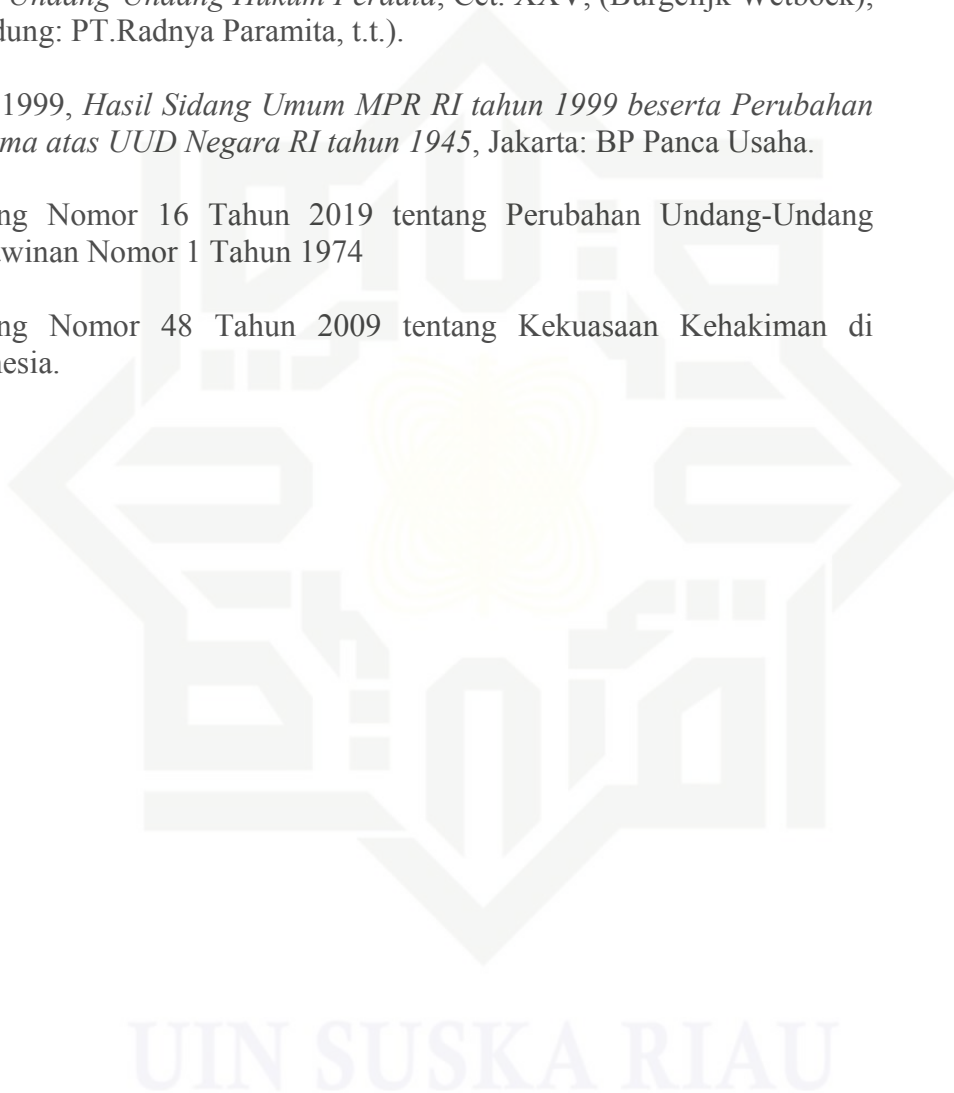 Undang-Undang Hukum Perdata, Cet. XXV, (Burgelijk Wetboek),
dung: PT.Radnya Paramita, t.t.).
1999, Hasil Sidang Umum MPR RI tahun 1999 beserta Perubahan
ma atas UUD Negara RI tahun 1945, Jakarta: BP Panca Usaha.
ng Nomor 16 Tahun 2019 tentang Perubahan Undang-Undang
winan Nomor 1 Tahun 1974
ng Nomor 48 Tahun 2009 tentang Kekuasaan Kehakiman di
nesia.
UIN SUSKA RIAU